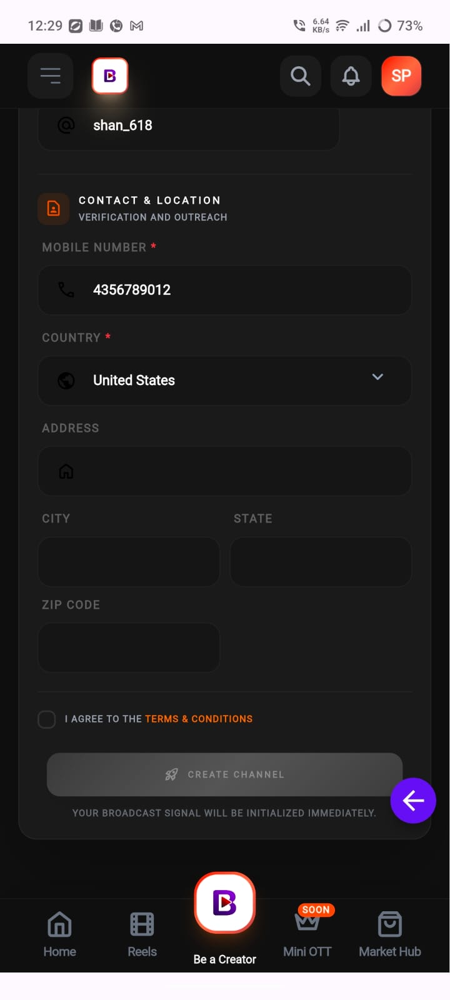 12:29
6.64
KB/s
73%
B
SP
shan_618
CONTACT & LOCATION
VERIFICATION AND OUTREACH
MOBILE NUMBER *
4356789012
COUNTRY *
United States
ADDRESS
CITY
STATE
ZIP CODE
I AGREE TO THE TERMS & CONDITIONS
CREATE CHANNEL
YOUR BROADCAST SIGNAL WILL BE INITIALIZED IMMEDIATELY.
B
SOON
Home
Reels
Be a Creator
Mini OTT
Market Hub